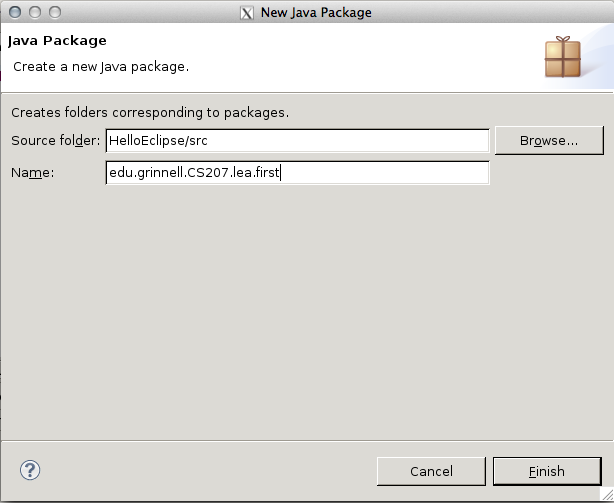 New Java Package
Java Package
Create a new Java package.
Creates folders corresponding to packages.
Source folder: HelloEclipse/src Browse...
Name: edu.grinnell.CS207.lea.first
? Cancel Finish